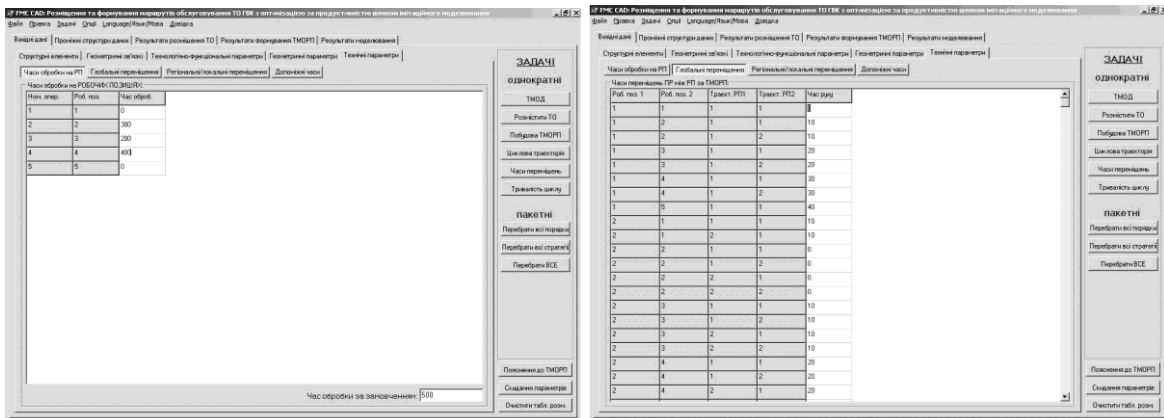 FMC CAD: Розміщення та формування маршрутів обслуговування ТО ГВК з оптимізацією за продуктивністю шляхом імітаційного моделювання
Файл Правка Задачі Опції Language/Язык/Мова Довідка
Вихідні дані Проміжні структури даних Результати розміщення ТО Результати формування ТМОРП Результати моделювання
Структурні елементи Геометричні зв'язкі Технологічно-функціональні параметри Геометричні параметри Технічні параметри
Часи обробки на РП Глобальні переміщення Регіональні/локальні переміщення Допоміжні часи
Часи обробки на РОБОЧИХ ПОЗИЦІЯХ:
Ном. опер. Роб. поз. Час оброб.
1 1 0
2 2 300
3 3 200
4 4 400
5 5 0
Час обробки за замовченням: 500
ЗАДАЧІ
однократні
ТМОД
Розмістити ТО
Побудова ТМОРП
Циклова траєкторія
Часи переміщень
Тривалість циклу
пакетні
Перебрати всі порядки
Перебрати всі стратегії
Перебрати ВСЕ
Пояснення до ТМОРП
Скидання параметрів
Очистити табл. розм.
FMC CAD: Розміщення та формування маршрутів обслуговування ТО ГВК з оптимізацією за продуктивністю шляхом імітаційного моделювання
Файл Правка Задачі Опції Language/Язык/Мова Довідка
Вихідні дані Проміжні структури даних Результати розміщення ТО Результати формування ТМОРП Результати моделювання
Структурні елементи Геометричні зв'язкі Технологічно-функціональні параметри Геометричні параметри Технічні параметри
Часи обробки на РП Глобальні переміщення Регіональні/локальні переміщення Допоміжні часи
Часи переміщень ПР між РП за ТМОРП:
Роб. поз. 1 Роб. поз. 2 Траєкт. РП1 Траєкт. РП2 Час руху
1 1 1 1
1 2 1 1 10
1 2 1 2 10
1 3 1 1 20
1 3 1 2 20
1 4 1 1 30
1 4 1 2 30
1 5 1 1 40
2 1 1 1 10
2 1 2 1 10
2 2 1 1 0
2 2 1 2 0
2 2 2 1 0
2 2 2 2 0
2 3 1 1 10
2 3 1 2 10
2 3 2 1 10
2 3 2 2 10
2 4 1 1 20
2 4 1 2 20
2 4 2 1 20
ЗАДАЧІ
однократні
ТМОД
Розмістити ТО
Побудова ТМОРП
Циклова траєкторія
Часи переміщень
Тривалість циклу
пакетні
Перебрати всі порядки
Перебрати всі стратегії
Перебрати ВСЕ
Пояснення до ТМОРП
Скидання параметрів
Очистити табл. розм.